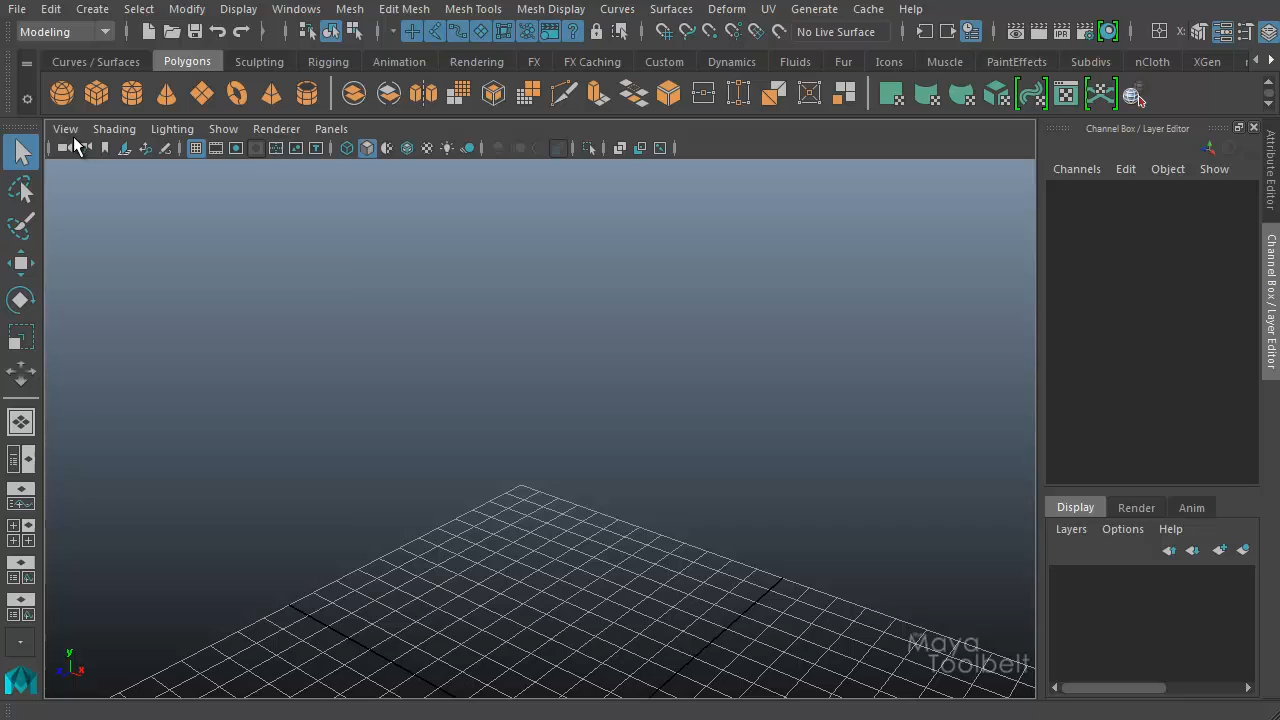 File Edit Create Select Modify Display Windows Mesh Edit Mesh Mesh Tools Mesh Display Curves Surfaces Deform UV Generate Cache Help
Modeling No Live Surface X:
Curves / Surfaces Polygons Sculpting Rigging Animation Rendering FX FX Caching Custom Dynamics Fluids Fur Icons Muscle PaintEffects Subdivs nCloth XGen
View Shading Lighting Show Renderer Panels
Channel Box / Layer Editor
Channels Edit Object Show
Attribute Editor
Channel Box / Layer Editor
Display Render Anim
Layers Options Help
y
x
Maya
Toolbelt